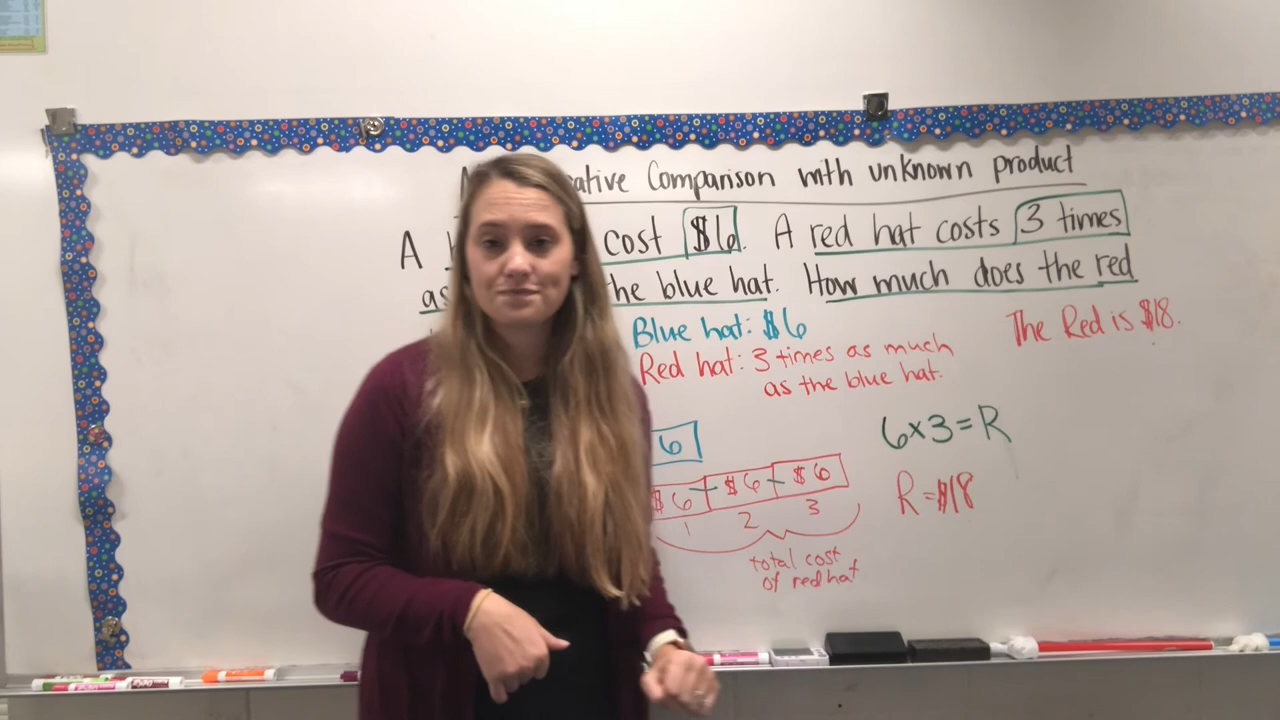 Comparison with unknown product
A cost $6. A red hat costs 3 times
as the blue hat. How much does the red
Blue hat: $6
The Red is $18.
Red hat: 3 times as much
as the blue hat.
6
6×3=R
$6 + $6 + $6
R=$18
1 2 3
total cost
of red hat